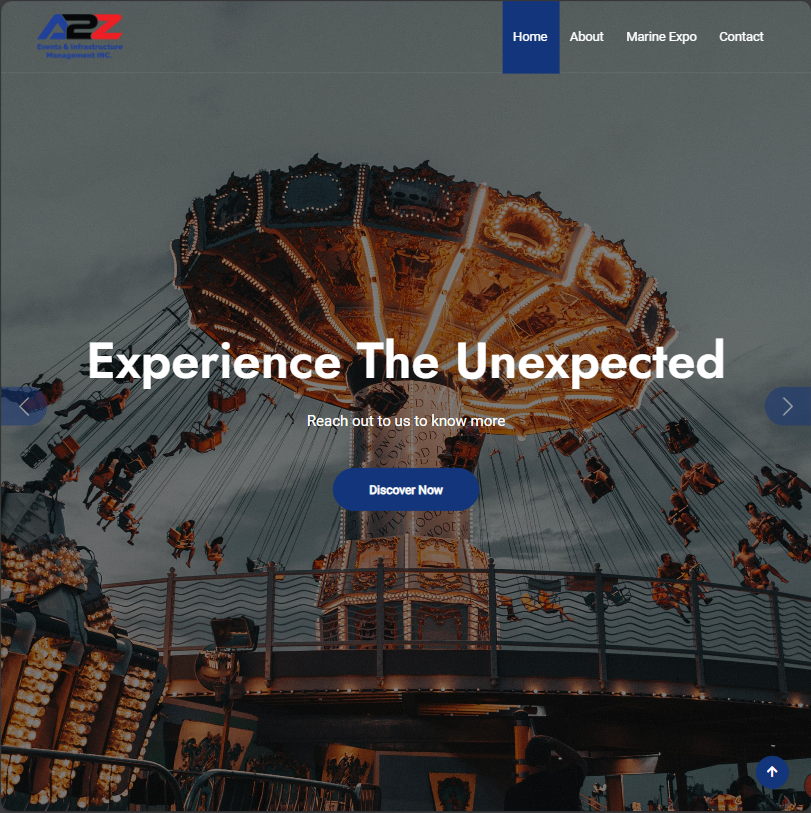 A2Z
Events & Infrastructure
Management INC.
Home
About
Marine Expo
Contact
Experience The Unexpected
Reach out to us to know more
Discover Now
WILDWOOD